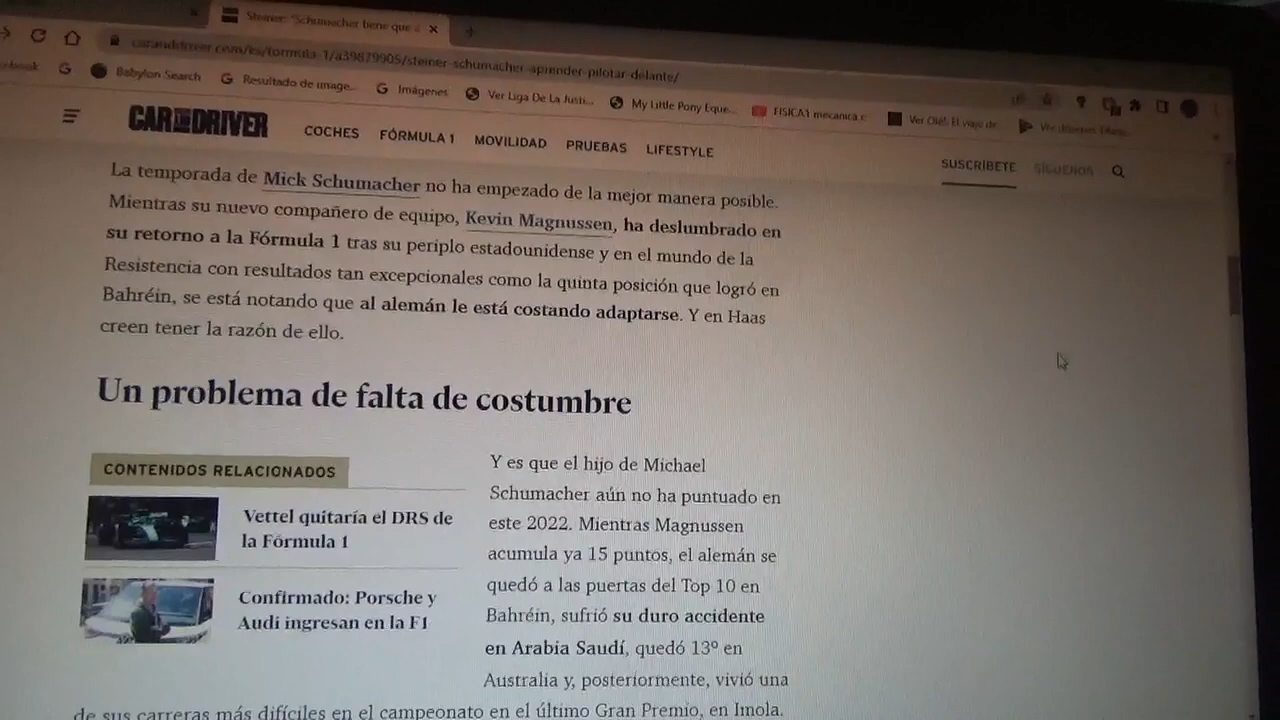 Steiner: "Schumacher tiene que a
caranddriver.com/es/formula-1/a39879905/steiner-schumacher-aprender-pilotar-delante/
Babylon Search
Resultado de image...
Imágenes
Ver Liga De La Justi...
My Little Pony Eque...
FISICA1 mecanica e
CAR AND DRIVER
COCHES
FÓRMULA 1
MOVILIDAD
PRUEBAS
LIFESTYLE
SUSCRÍBETE
SÍGUENOS
La temporada de Mick Schumacher no ha empezado de la mejor manera posible.
Mientras su nuevo compañero de equipo, Kevin Magnussen, ha deslumbrado en
su retorno a la Fórmula 1 tras su periplo estadounidense y en el mundo de la
Resistencia con resultados tan excepcionales como la quinta posición que logró en
Bahréin, se está notando que al alemán le está costando adaptarse. Y en Haas
creen tener la razón de ello.
Un problema de falta de costumbre
CONTENIDOS RELACIONADOS
Vettel quitaría el DRS de
la Fórmula 1
Confirmado: Porsche y
Audi ingresan en la F1
Y es que el hijo de Michael
Schumacher aún no ha puntuado en
este 2022. Mientras Magnussen
acumula ya 15 puntos, el alemán se
quedó a las puertas del Top 10 en
Bahréin, sufrió su duro accidente
en Arabia Saudí, quedó 13º en
Australia y, posteriormente, vivió una
de sus carreras más difíciles en el campeonato en el último Gran Premio, en Imola.